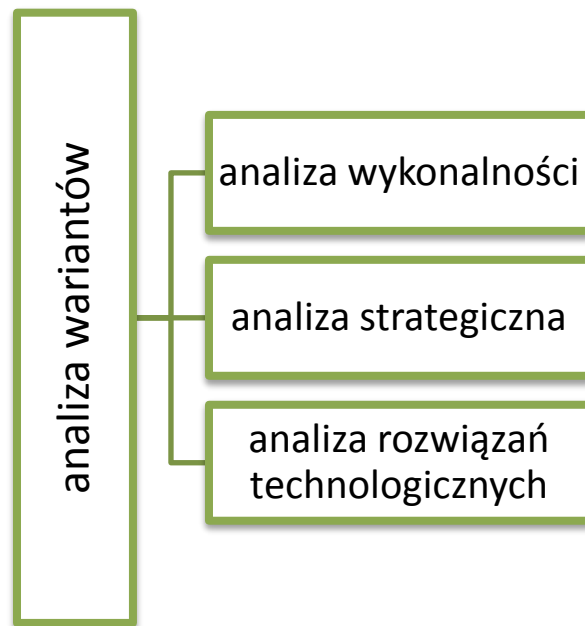 analiza wariantów
analiza wykonalności
analiza strategiczna
analiza rozwiązań
technologicznych